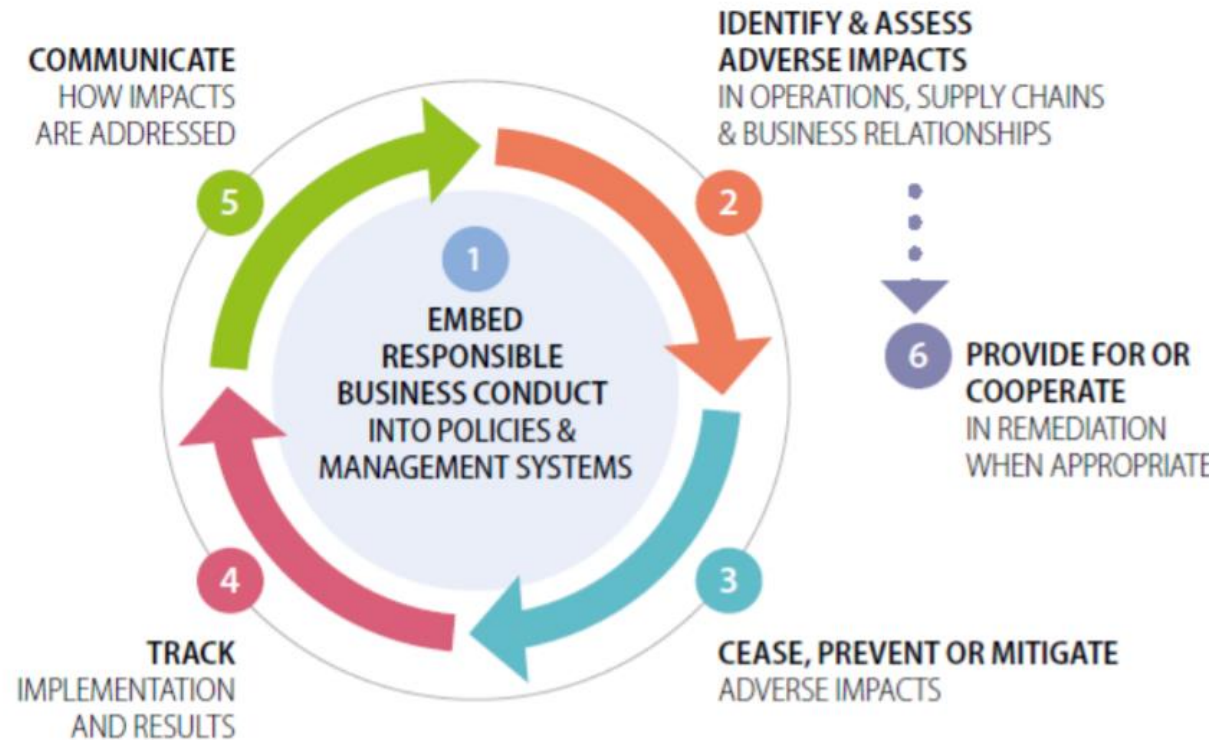 COMMUNICATE
HOW IMPACTS
ARE ADDRESSED
5
IDENTIFY & ASSESS
ADVERSE IMPACTS
IN OPERATIONS, SUPPLY CHAINS
& BUSINESS RELATIONSHIPS
2
1
EMBED
RESPONSIBLE
BUSINESS CONDUCT
INTO POLICIES &
MANAGEMENT SYSTEMS
6
PROVIDE FOR OR
COOPERATE
IN REMEDIATION
WHEN APPROPRIATE
4
TRACK
IMPLEMENTATION
AND RESULTS
3
CEASE, PREVENT OR MITIGATE
ADVERSE IMPACTS